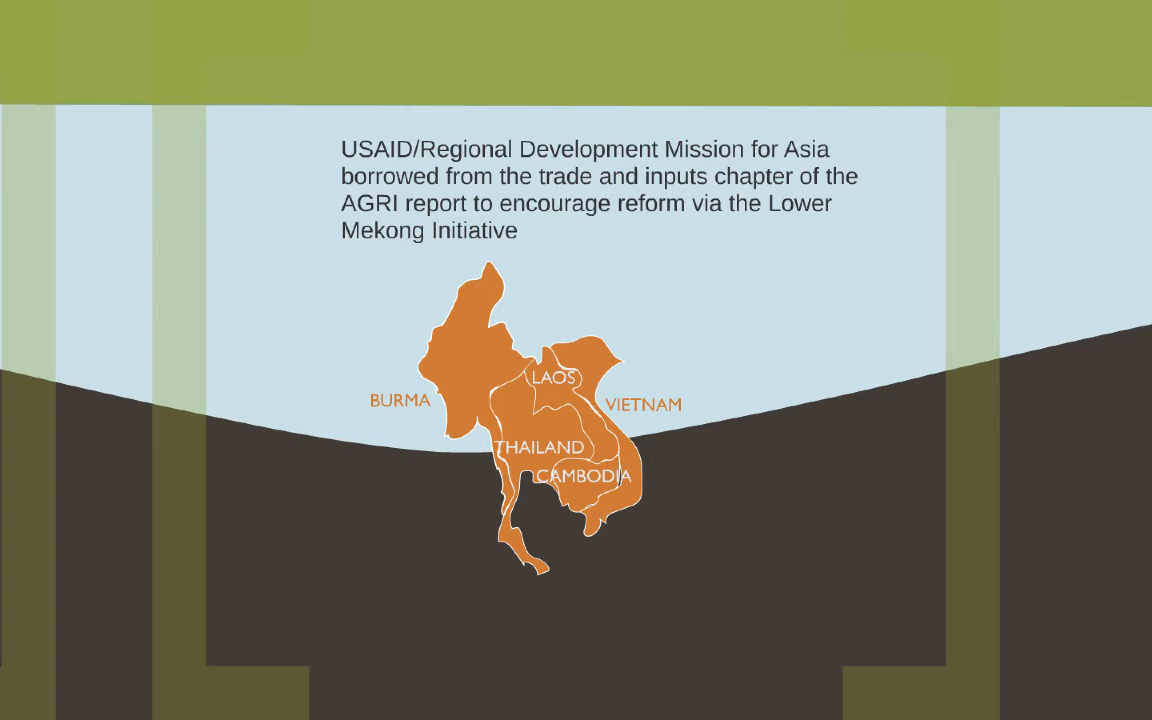 USAID/Regional Development Mission for Asia
borrowed from the trade and inputs chapter of the
AGRI report to encourage reform via the Lower
Mekong Initiative
LAOS
BURMA
VIETNAM
THAILAND
CAMBODIA